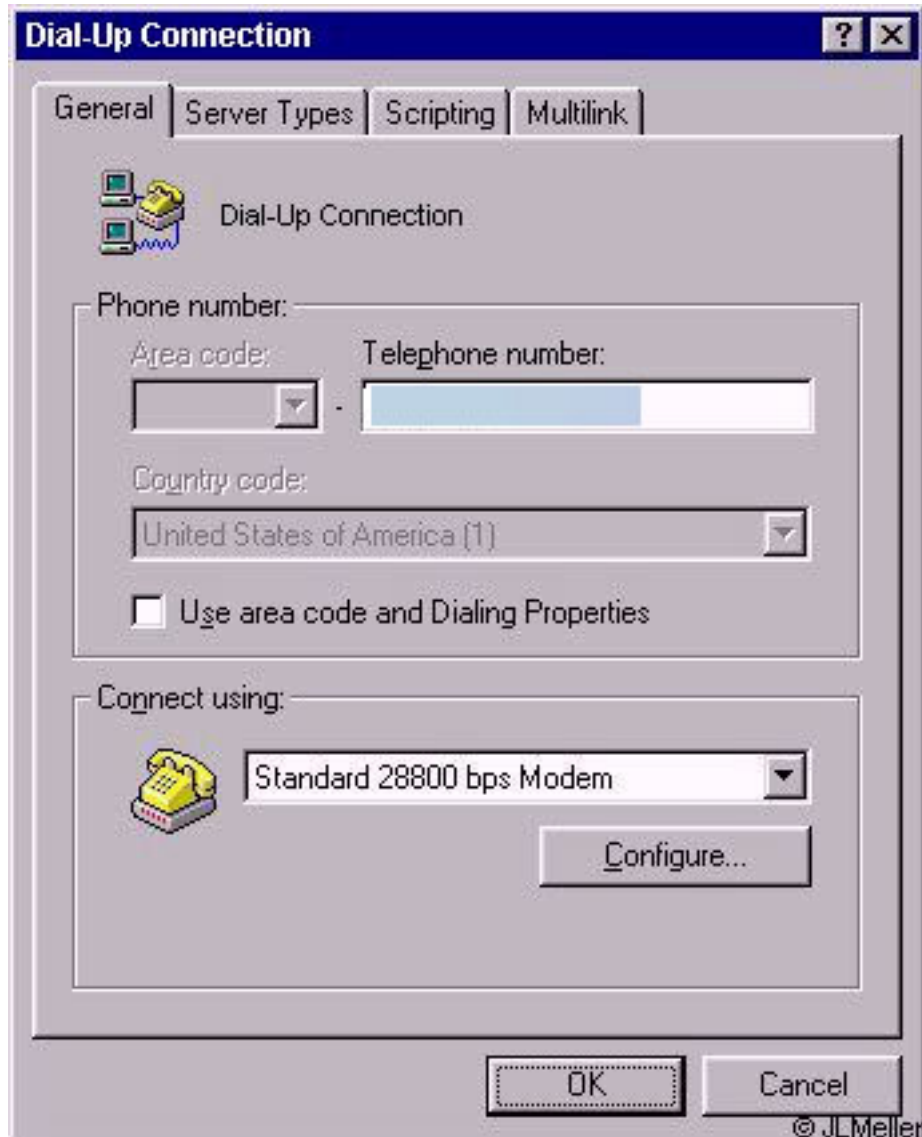 Dial-Up Connection
General Server Types Scripting Multilink
Dial-Up Connection
Phone number:
Area code: Telephone number:
-
Country code:
United States of America (1)
Use area code and Dialing Properties
Connect using:
Standard 28800 bps Modem
Configure...
OK Cancel
© JLMeller